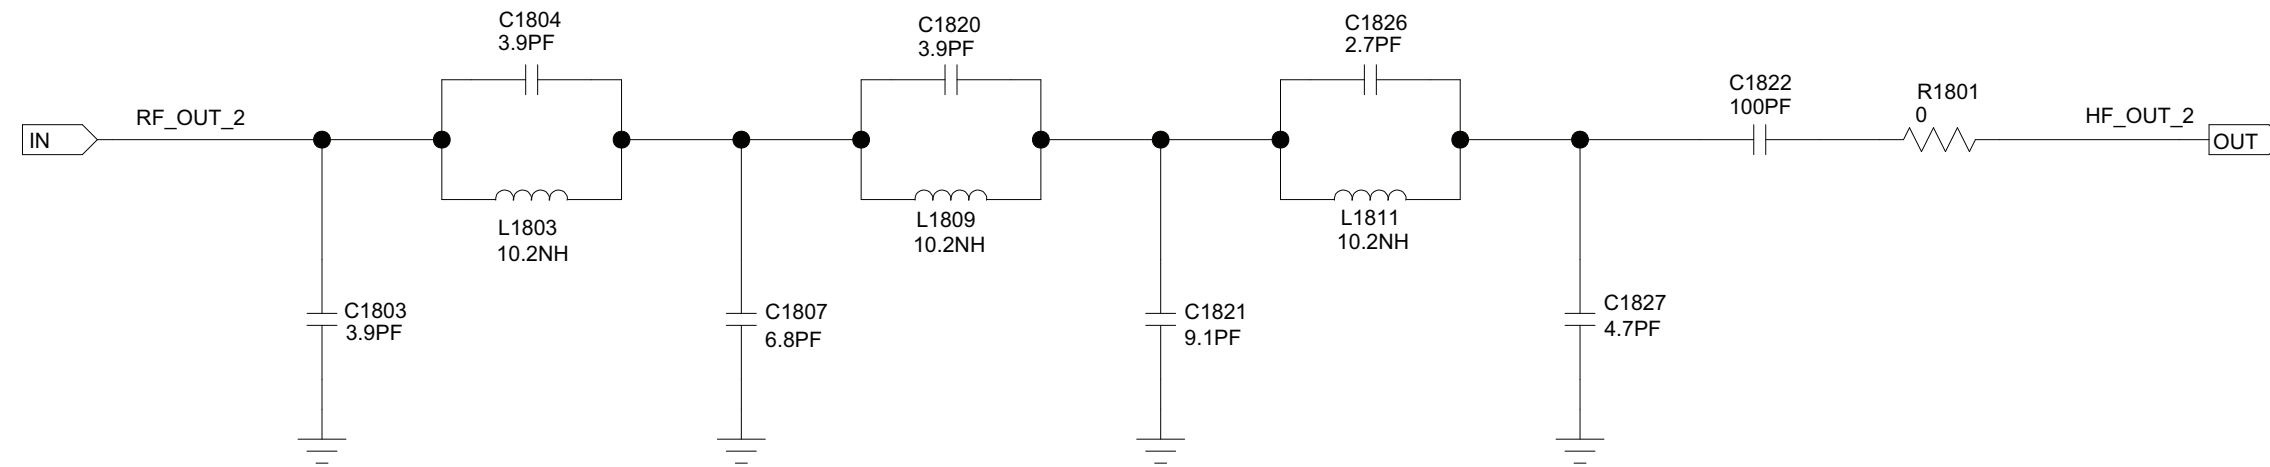 C1804
3.9PF
C1820
3.9PF
C1826
2.7PF
C1822
100PF
R1801
0
IN
RF_OUT_2
HF_OUT_2
OUT
L1803
10.2NH
L1809
10.2NH
L1811
10.2NH
C1803
3.9PF
C1807
6.8PF
C1821
9.1PF
C1827
4.7PF